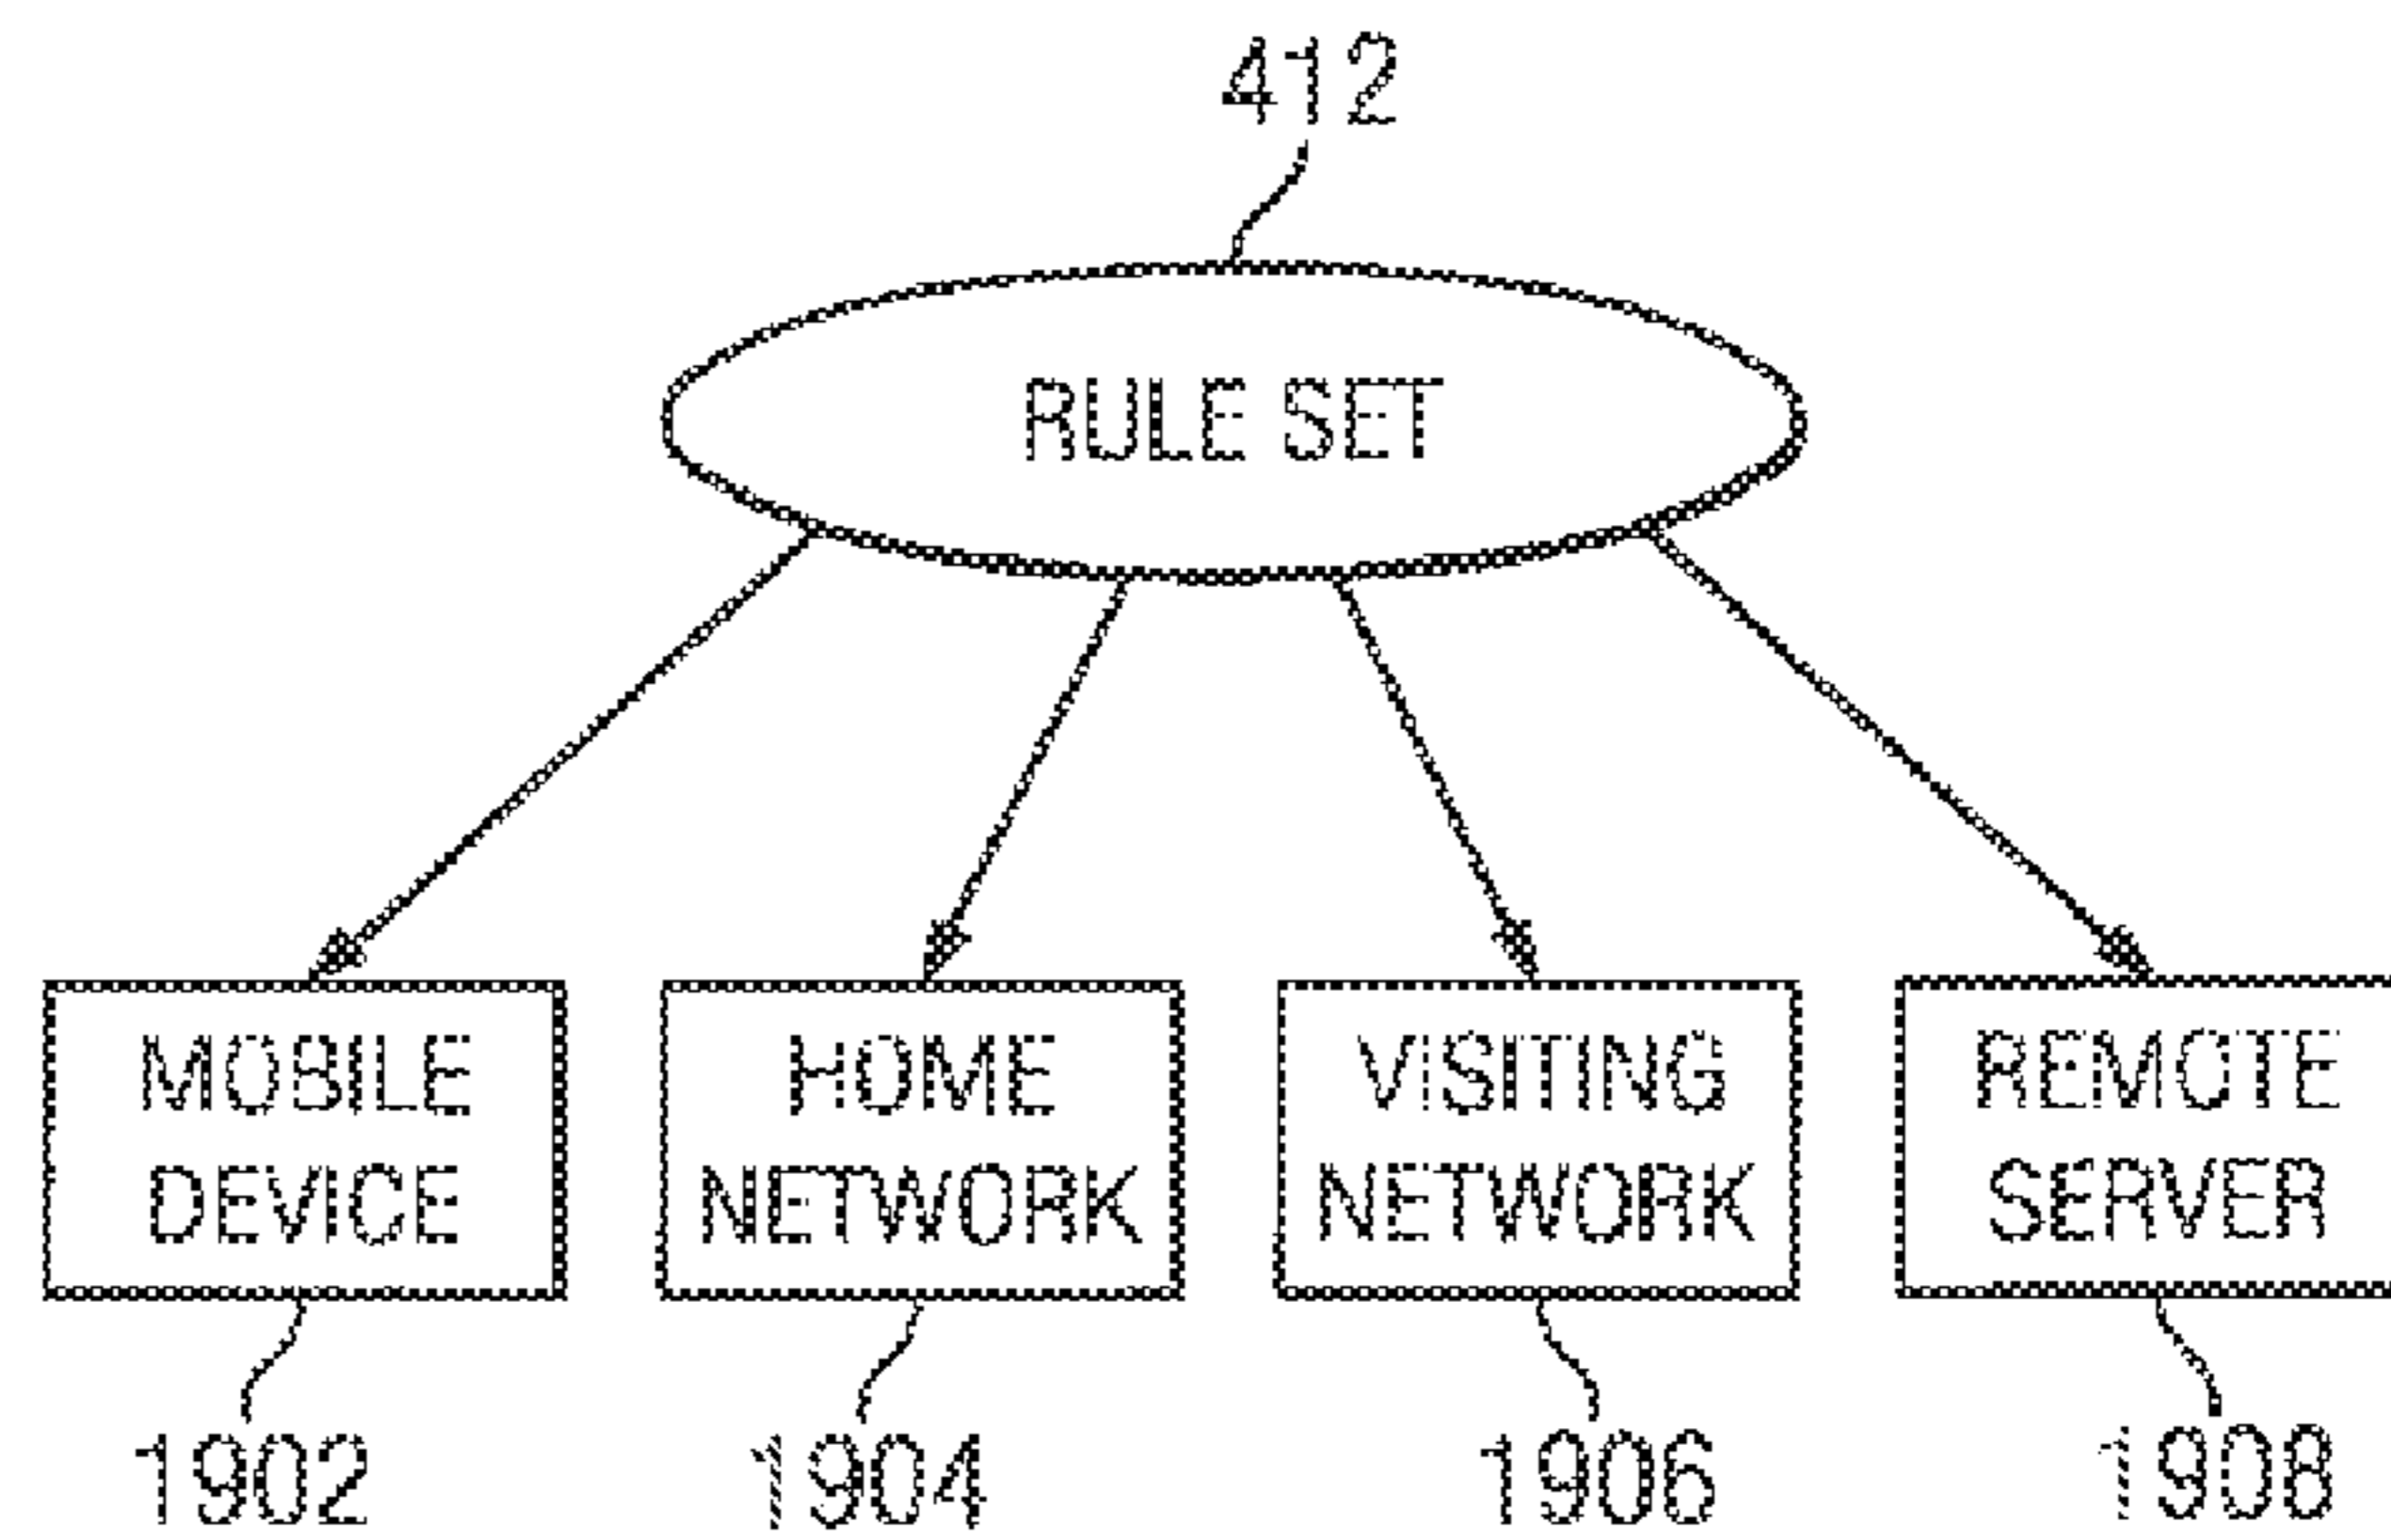 412
RULE SET
MOBILE
DEVICE
HOME
NETWORK
VISITING
NETWORK
REMOTE
SERVER
1902
1904
1906
1908